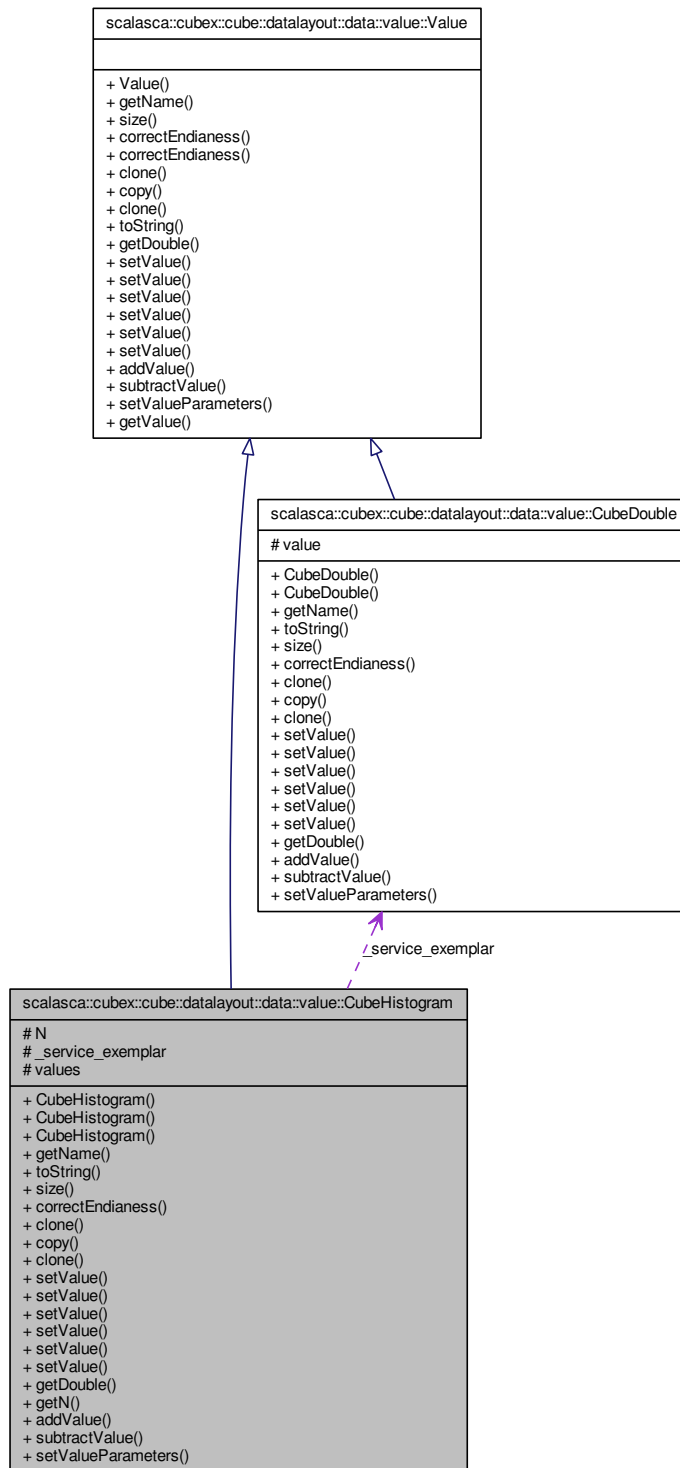 scalasca::cubex::cube::datalayout::data::value::Value
+ Value()
+ getName()
+ size()
+ correctEndianess()
+ correctEndianess()
+ clone()
+ copy()
+ clone()
+ toString()
+ getDouble()
+ setValue()
+ setValue()
+ setValue()
+ setValue()
+ setValue()
+ setValue()
+ addValue()
+ subtractValue()
+ setValueParameters()
+ getValue()
scalasca::cubex::cube::datalayout::data::value::CubeDouble
# value
+ CubeDouble()
+ CubeDouble()
+ getName()
+ toString()
+ size()
+ correctEndianess()
+ clone()
+ copy()
+ clone()
+ setValue()
+ setValue()
+ setValue()
+ setValue()
+ setValue()
+ setValue()
+ getDouble()
+ addValue()
+ subtractValue()
+ setValueParameters()
_service_exemplar
scalasca::cubex::cube::datalayout::data::value::CubeHistogram
# N
# _service_exemplar
# values
+ CubeHistogram()
+ CubeHistogram()
+ CubeHistogram()
+ getName()
+ toString()
+ size()
+ correctEndianess()
+ clone()
+ copy()
+ clone()
+ setValue()
+ setValue()
+ setValue()
+ setValue()
+ setValue()
+ setValue()
+ getDouble()
+ getN()
+ addValue()
+ subtractValue()
+ setValueParameters()